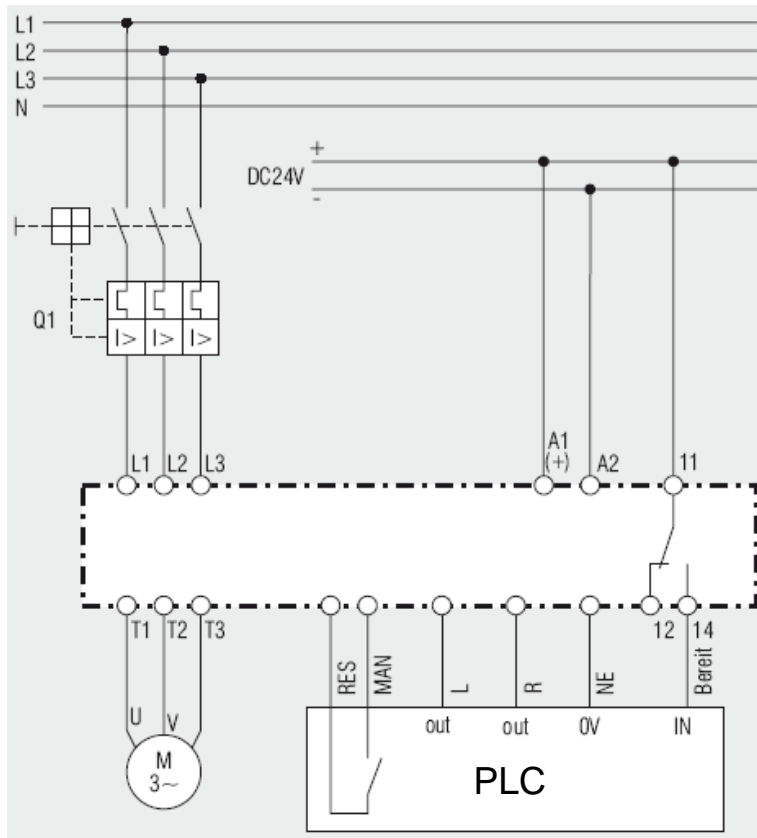 L1
L2
L3
N
+
DC24V
-
Q1
I> I> I>
L1 L2 L3
A1
(+)
A2
11
T1 T2 T3
12 14
RES
MAN
L
R
NE
Bereit
U
V
M
3~
out
out
0V
IN
PLC